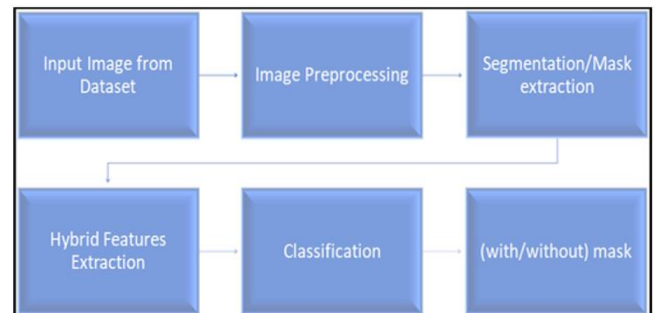 Input Image from
Dataset
Image Preprocessing
Segmentation/Mask
extraction
Hybrid Features
Extraction
Classification
(with/without) mask